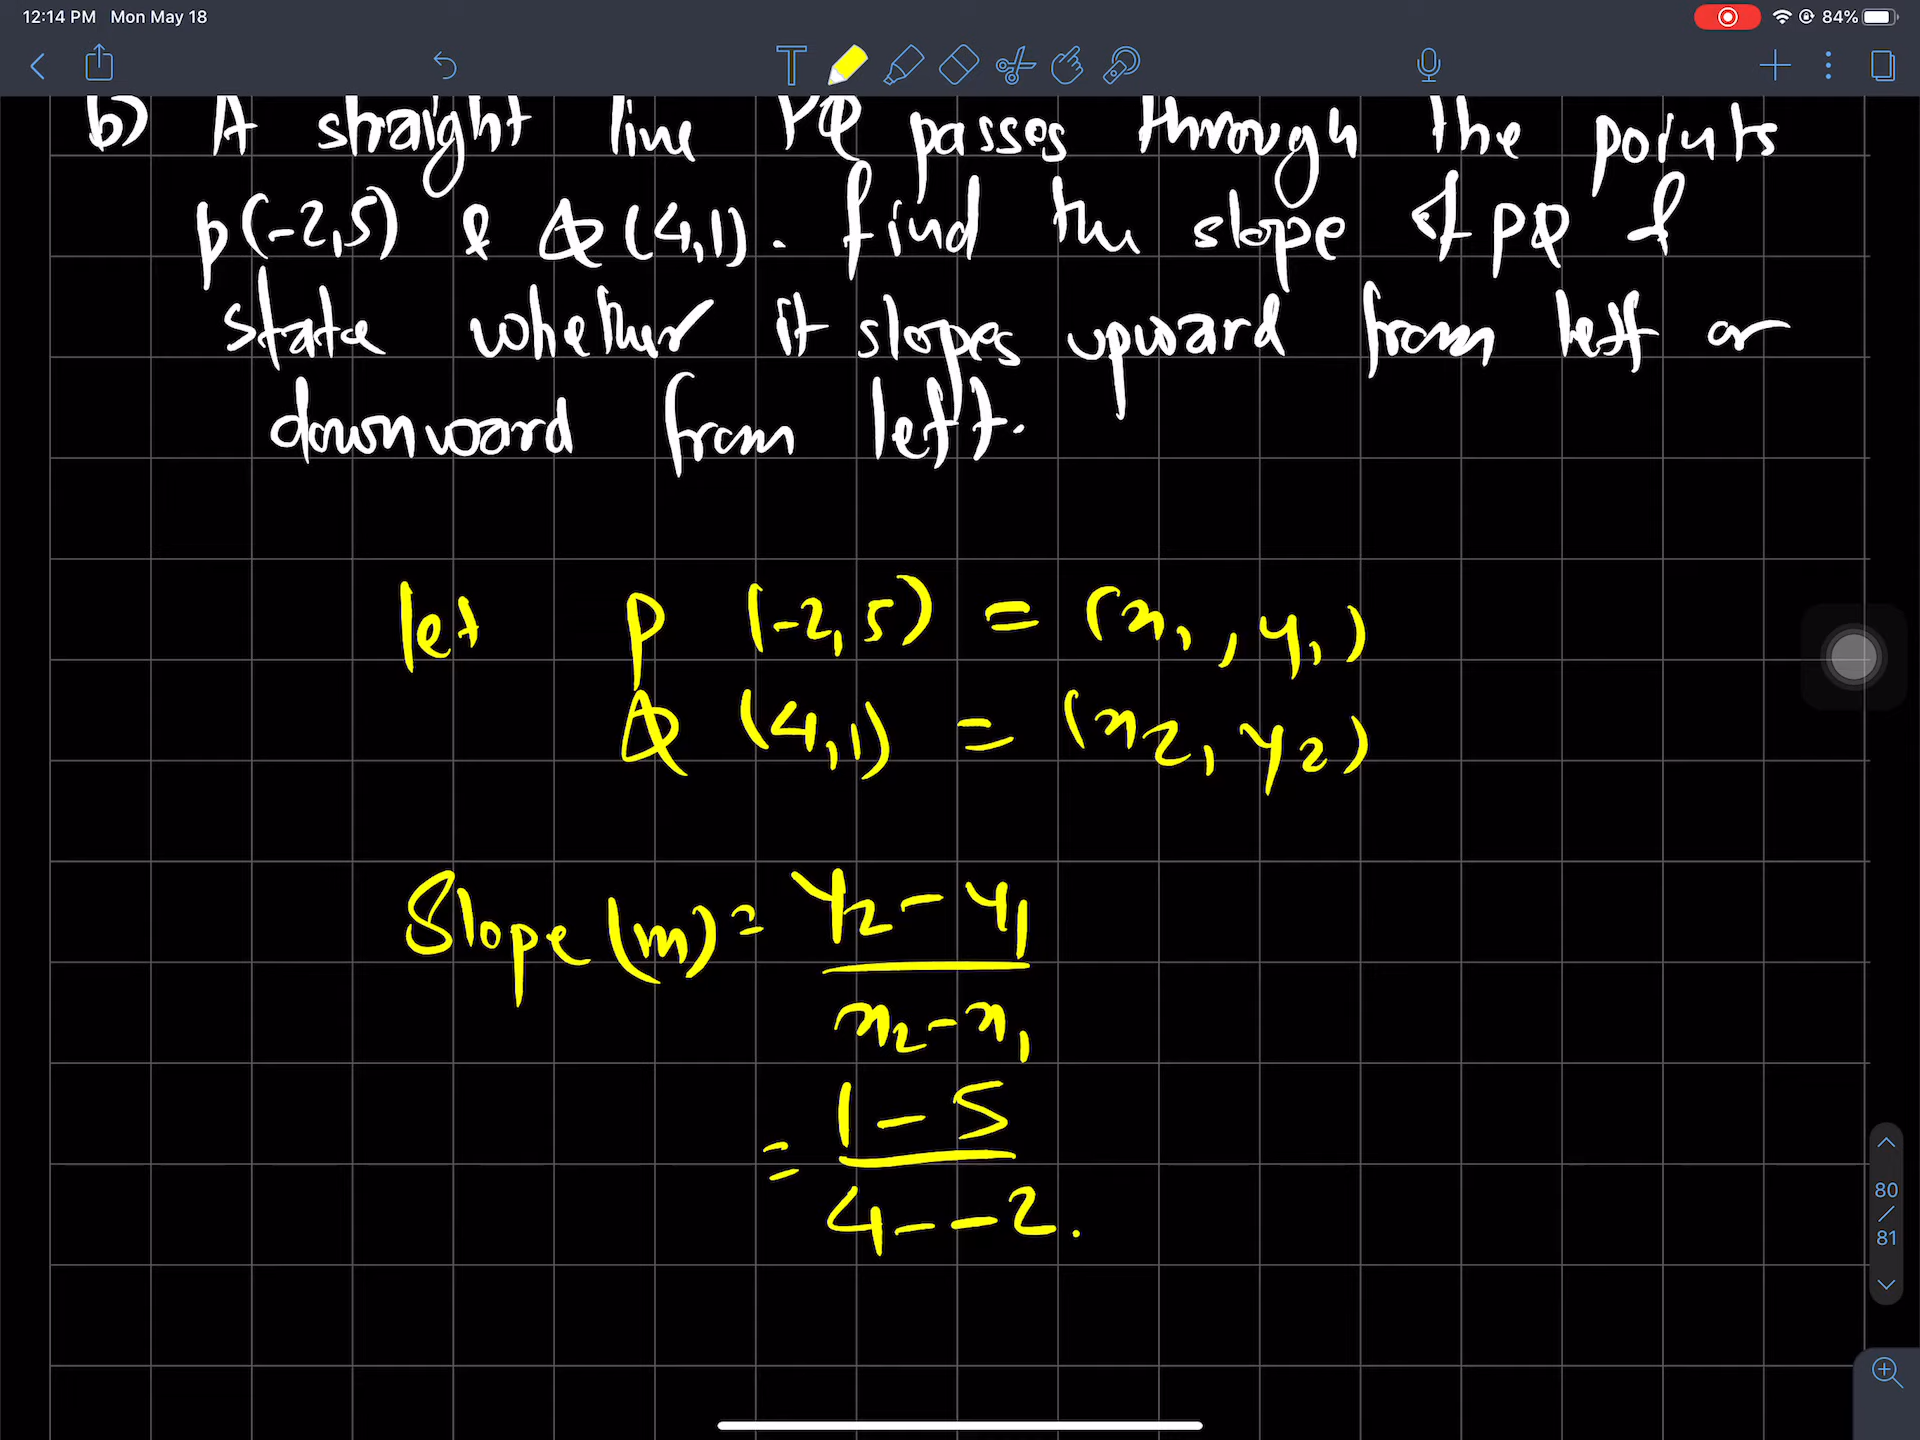 12:14 PM Mon May 18
84%
b) A straight line PQ passes through the points
p(-2,5) & Q(4,1). find the slope of PQ &
state whether it slopes upward from left or
downward from left.
let P (-2,5) = (x₁, y₁)
Q (4,1) = (x₂, y₂)
Slope (m) = y₂ - y₁
x₂ - x₁
= 1 - 5
4 - -2.
80
/
81